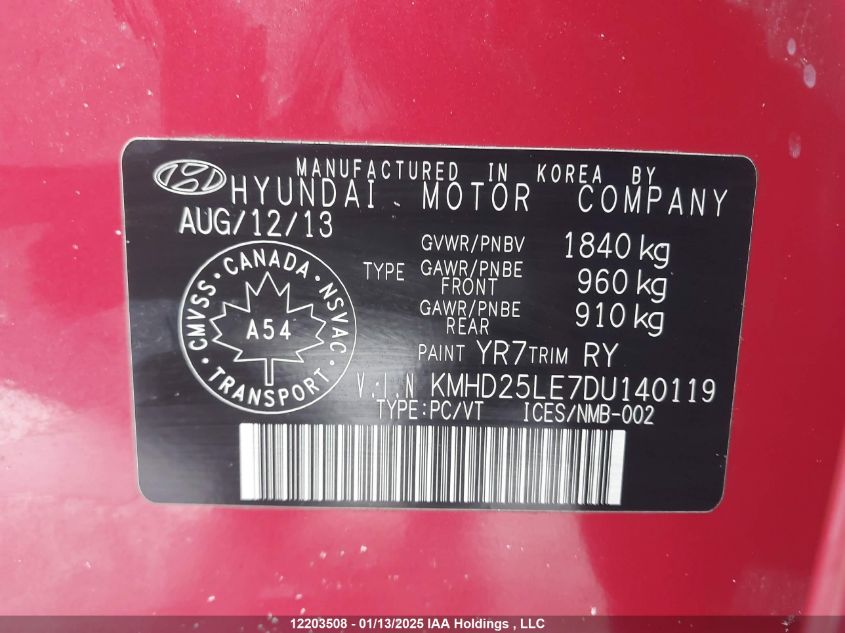 MANUFACTURED IN KOREA BY
HYUNDAI MOTOR COMPANY
AUG/12/13
GVWR/PNBV 1840 kg
TYPE GAWR/PNBE FRONT 960 kg
GAWR/PNBE REAR 910 kg
CANADA
CMVSS
NSVAC
A54
TRANSPORT
PAINT YR7 TRIM RY
V.I.N KMHD25LE7DU140119
TYPE:PC/VT ICES/NMB-002
12203508 - 01/13/2025 IAA Holdings , LLC